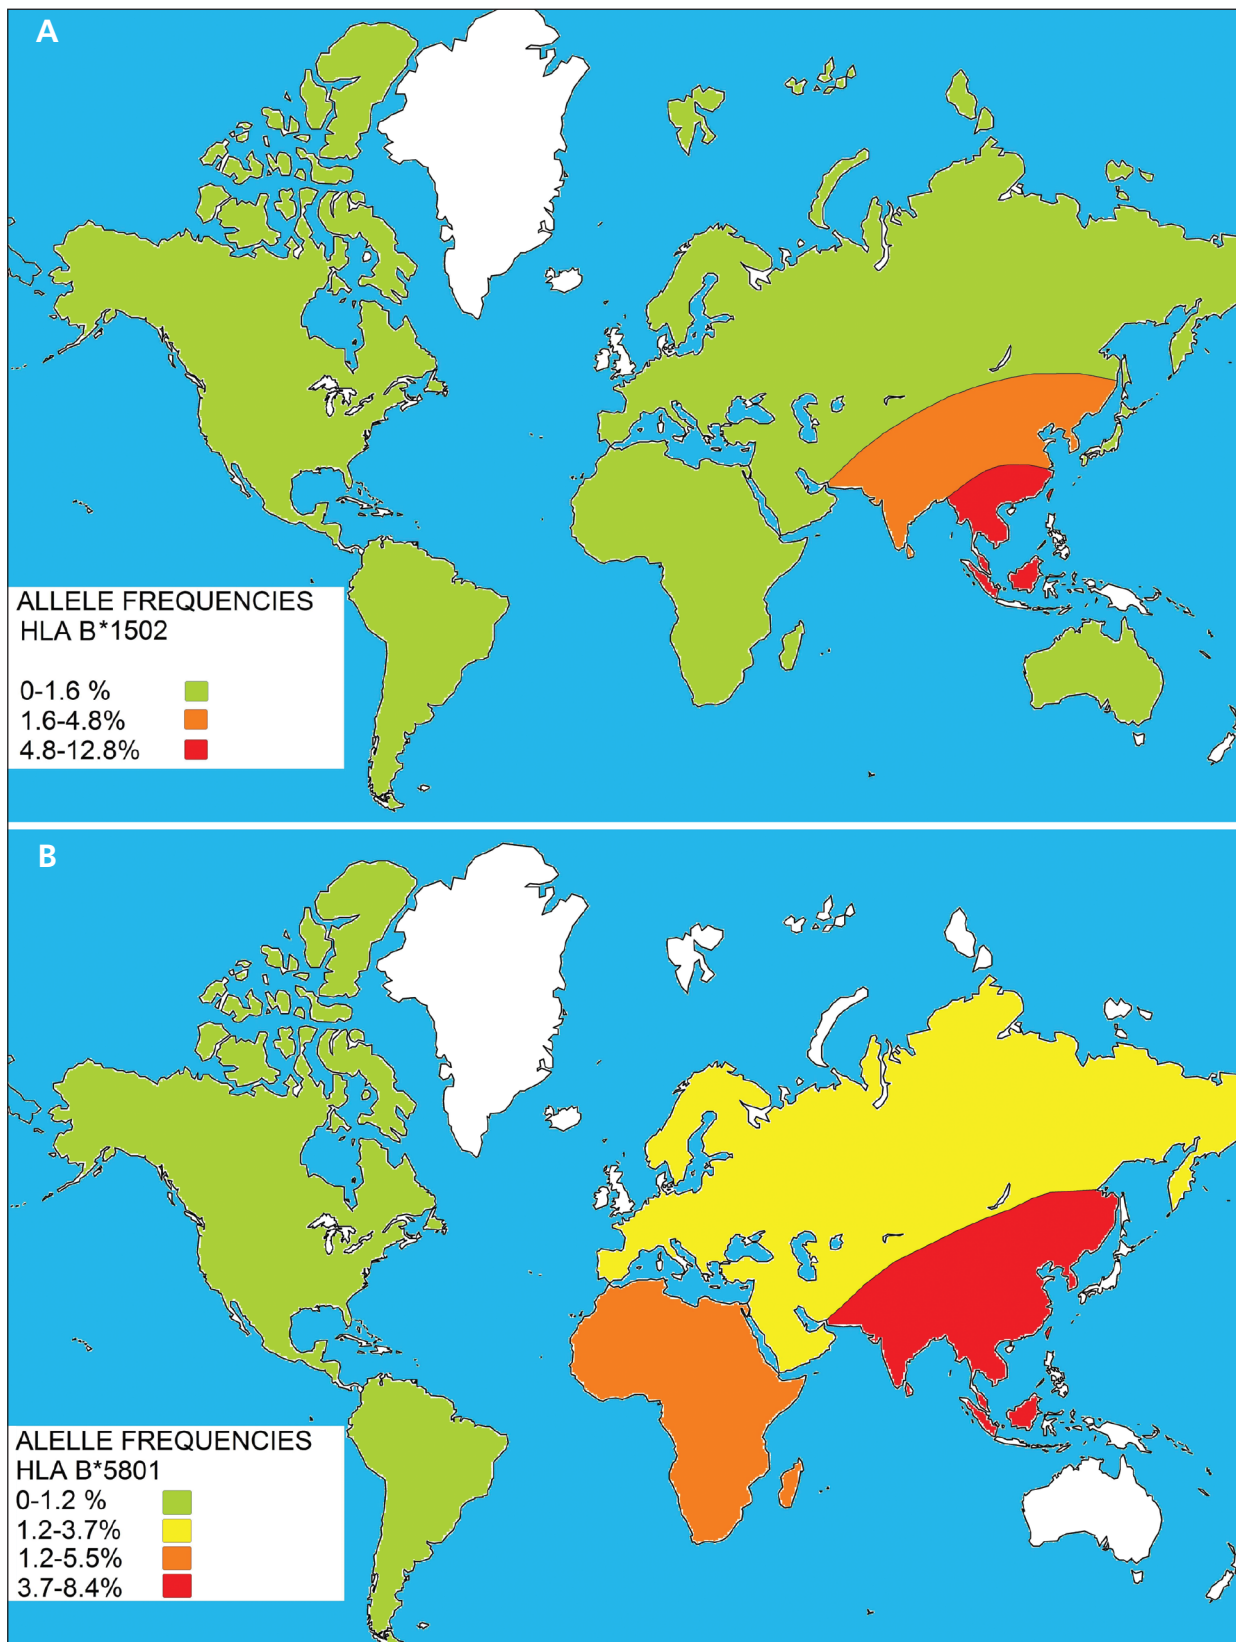 A
ALLELE FREQUENCIES
HLA B*1502
0-1.6 %
1.6-4.8%
4.8-12.8%
B
ALELLE FREQUENCIES
HLA B*5801
0-1.2 %
1.2-3.7%
1.2-5.5%
3.7-8.4%